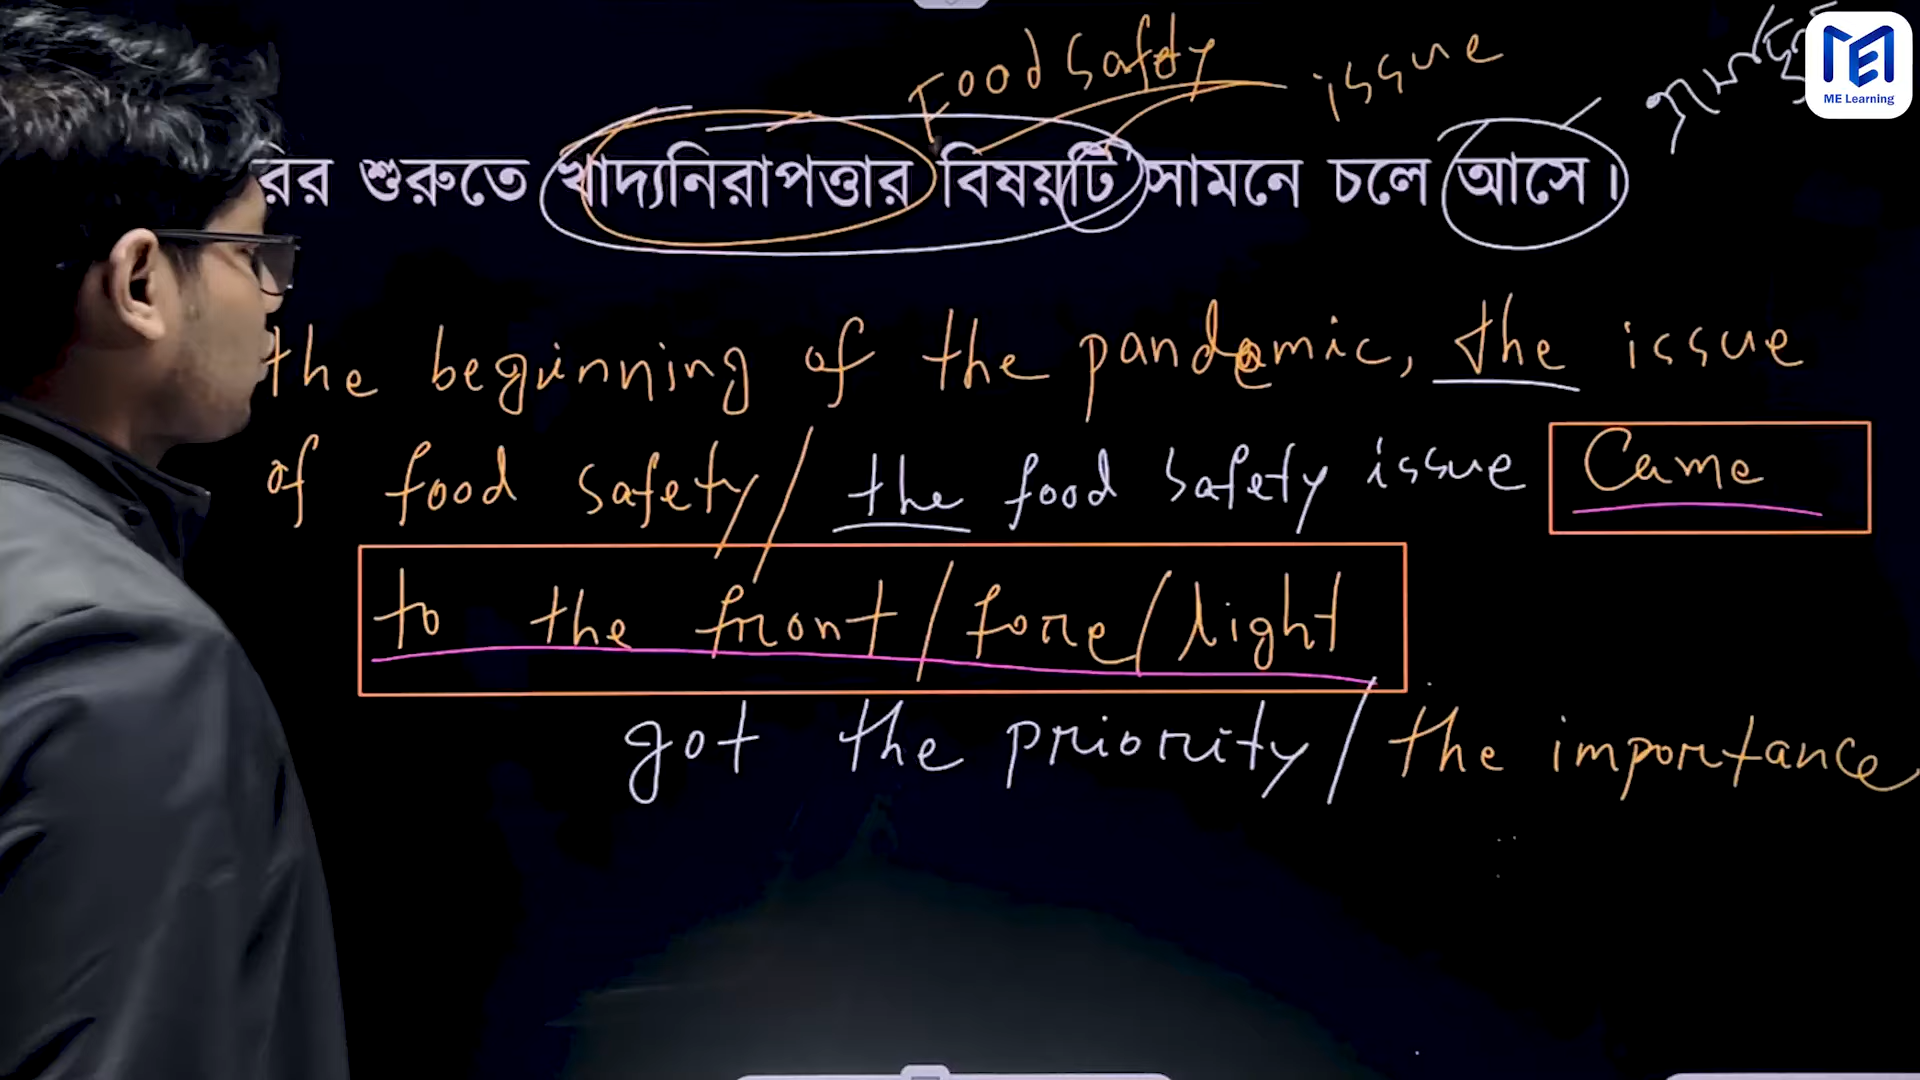 Food Safety issue
ME Learning
রির শুরুতে খাদ্যনিরাপত্তার বিষয়টি সামনে চলে আসে।
the beginning of the pandemic, the issue
of food safety / the food safety issue Came
to the front / fore / light
got the priority / the importance